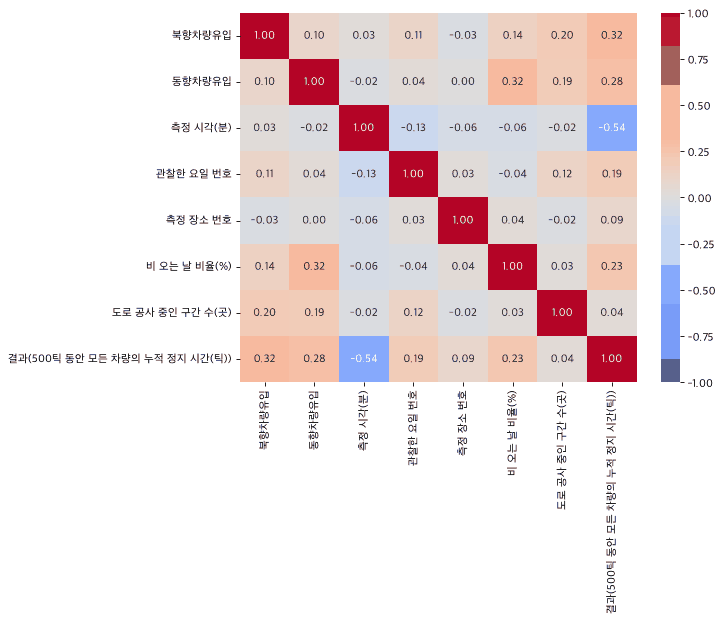 북향차량유입 1.00 0.10 0.03 0.11 -0.03 0.14 0.20 0.32
동향차량유입 0.10 1.00 -0.02 0.04 0.00 0.32 0.19 0.28
측정 시각(분) 0.03 -0.02 1.00 -0.13 -0.06 -0.06 -0.02 -0.54
관찰한 요일 번호 0.11 0.04 -0.13 1.00 0.03 -0.04 0.12 0.19
측정 장소 번호 -0.03 0.00 -0.06 0.03 1.00 0.04 -0.02 0.09
비 오는 날 비율(%) 0.14 0.32 -0.06 -0.04 0.04 1.00 0.03 0.23
도로 공사 중인 구간 수(곳) 0.20 0.19 -0.02 0.12 -0.02 0.03 1.00 0.04
결과(500틱 동안 모든 차량의 누적 정지 시간(틱)) 0.32 0.28 -0.54 0.19 0.09 0.23 0.04 1.00
북향차량유입
동향차량유입
측정 시각(분)
관찰한 요일 번호
측정 장소 번호
비 오는 날 비율(%)
도로 공사 중인 구간 수(곳)
결과(500틱 동안 모든 차량의 누적 정지 시간(틱))
1.00
0.75
0.50
0.25
0.00
-0.25
-0.50
-0.75
-1.00